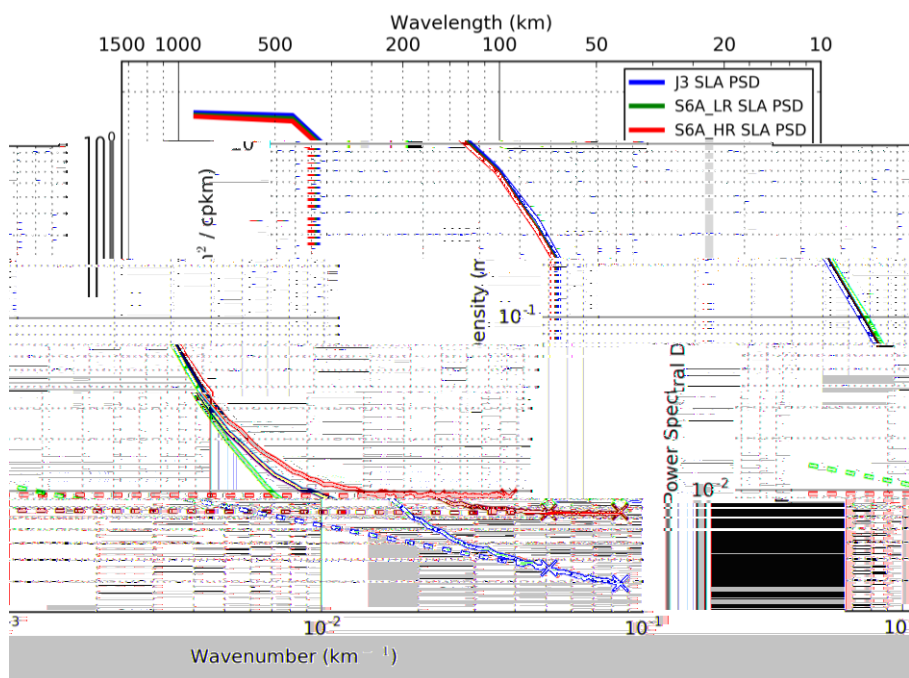 Wavelength (km)
1500 1000 500 200 100 50 20 10
J3 SLA PSD
S6A_LR SLA PSD
S6A_HR SLA PSD
10⁰
/ cpkm)
10⁻¹
Power Spectral D
10⁻²
10⁻² 10⁻¹
Wavenumber (km⁻¹)